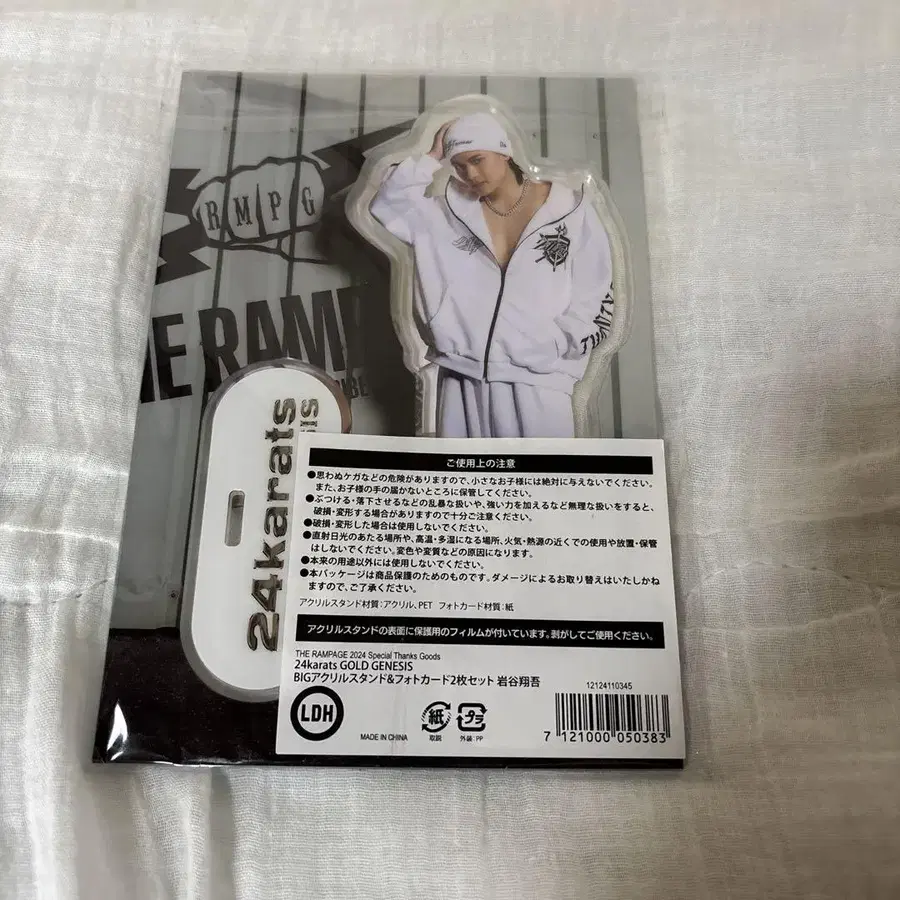 RMPG
THE RAMP
24karats
ご使用上の注意
●思わぬケガなどの危険がありますので、小さなお子様には絶対に与えないでください。
また、お子様の手の届かないところに保管してください。
●ぶつける・落下させるなどの乱暴な扱いや、強い力を加えるなど無理な扱いをすると、
破損・変形する場合がありますので十分ご注意ください。
●破損・変形した場合は使用しないでください。
●直射日光のあたる場所や、高温・多湿になる場所、火気・熱源の近くでの使用や放置・保管
はしないでください。変色や変質などの原因になります。
●本来の用途以外には使用しないでください。
●本パッケージは商品保護のためのものです。ダメージによるお取り替えはいたしかね
ますので、ご了承ください。
アクリルスタンド材質：アクリル、PET フォトカード材質：紙
アクリルスタンドの表面に保護用のフィルムが付いています。剥がしてご使用ください。
THE RAMPAGE 2024 Special Thanks Goods
24karats GOLD GENESIS
BIGアクリルスタンド&フォトカード2枚セット 岩谷翔吾
12124110345
LDH
MADE IN CHINA
紙
取説
プラ
外装：PP
7 121000 050383